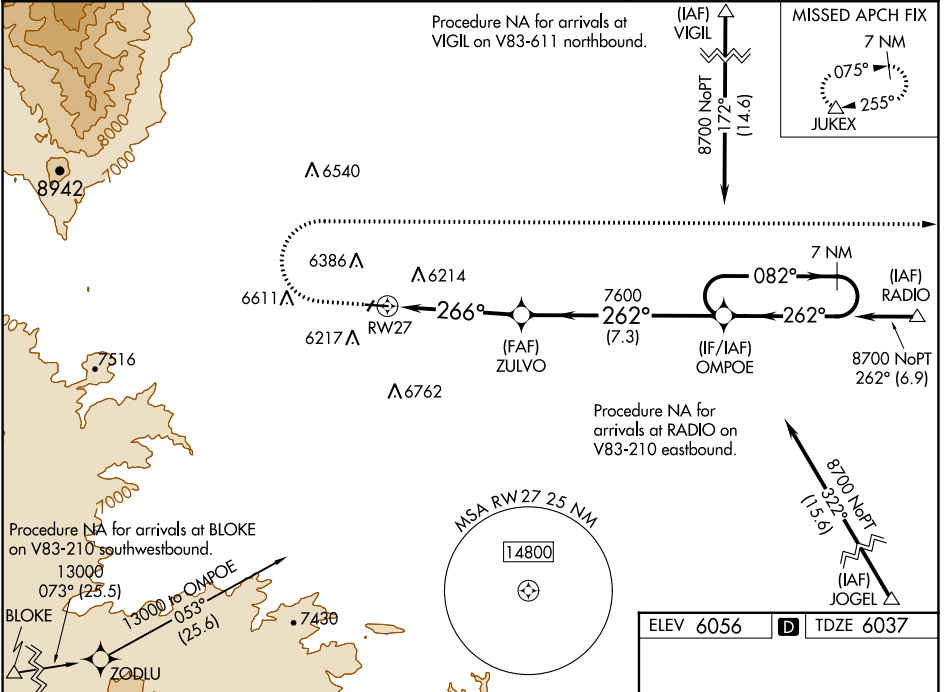 Procedure NA for arrivals at
VIGIL on V83-611 northbound.
(IAF)
VIGIL
8700 NoPT
172°
(14.6)
MISSED APCH FIX
7 NM
075°
255°
JUKEX
8000
7000
8942
6540
6386
6214
6611
6217
RW27
266°
(FAF)
ZULVO
7600
262°
(7.3)
(IF/IAF)
OMPOE
7 NM
082°
262°
(IAF)
RADIO
8700 NoPT
262° (6.9)
7516
6762
Procedure NA for
arrivals at RADIO on
V83-210 eastbound.
7000
Procedure NA for arrivals at BLOKE
on V83-210 southwestbound.
13000
073° (25.5)
BLOKE
13000 to OMPOE
053°
(25.6)
ZODLU
7430
MSA RW 27 25 NM
14800
8700 NoPT
322°
(15.6)
(IAF)
JOGEL
ELEV 6056
D
TDZE 6037